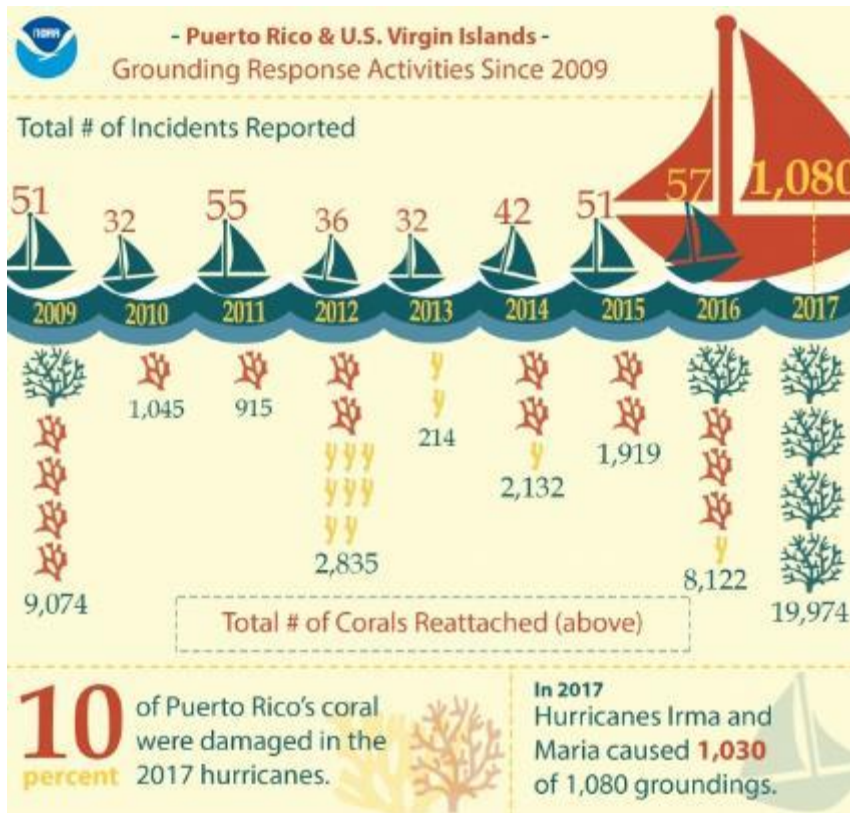 NOAA
- Puerto Rico & U.S. Virgin Islands -
Grounding Response Activities Since 2009
Total # of Incidents Reported
51
32
55
36
32
42
51
57
1,080
2009
2010
2011
2012
2013
2014
2015
2016
2017
9,074
1,045
915
2,835
214
2,132
1,919
8,122
19,974
Total # of Corals Reattached (above)
10
percent
of Puerto Rico's coral
were damaged in the
2017 hurricanes.
In 2017
Hurricanes Irma and
Maria caused 1,030
of 1,080 groundings.